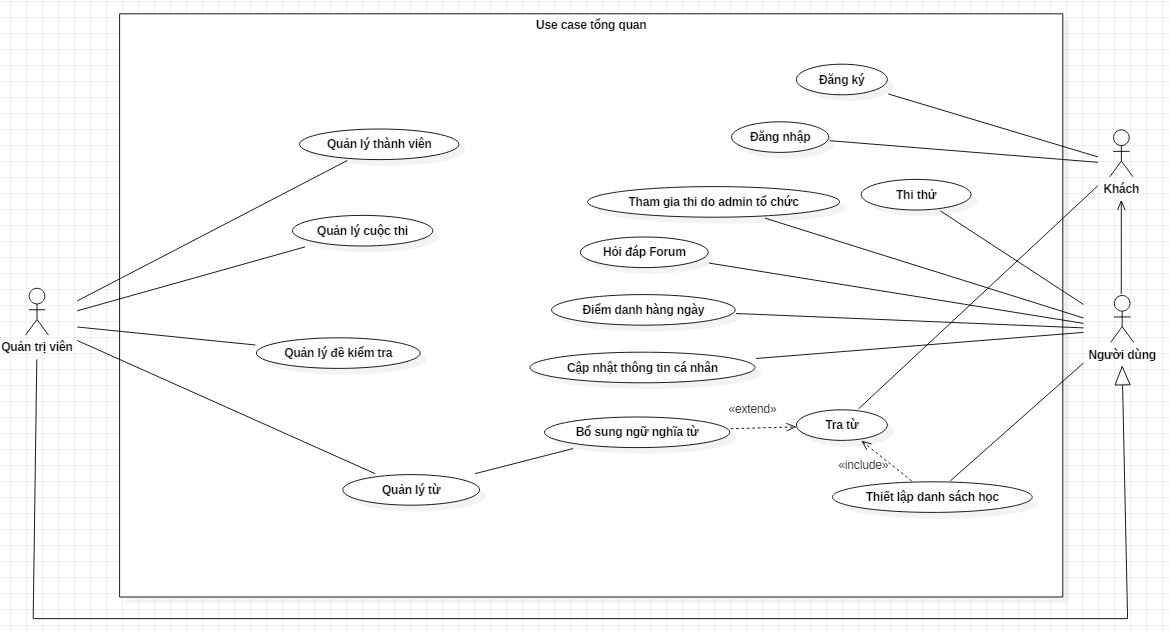 Use case tổng quan
Đăng ký
Đăng nhập
Quản lý thành viên
Khách
Thi thử
Tham gia thi do admin tổ chức
Quản lý cuộc thi
Hỏi đáp Forum
Điểm danh hàng ngày
Quản trị viên
Quản lý đề kiểm tra
Người dùng
Cập nhật thông tin cá nhân
«extend»
Bổ sung ngữ nghĩa từ
Tra từ
«include»
Quản lý từ
Thiết lập danh sách học